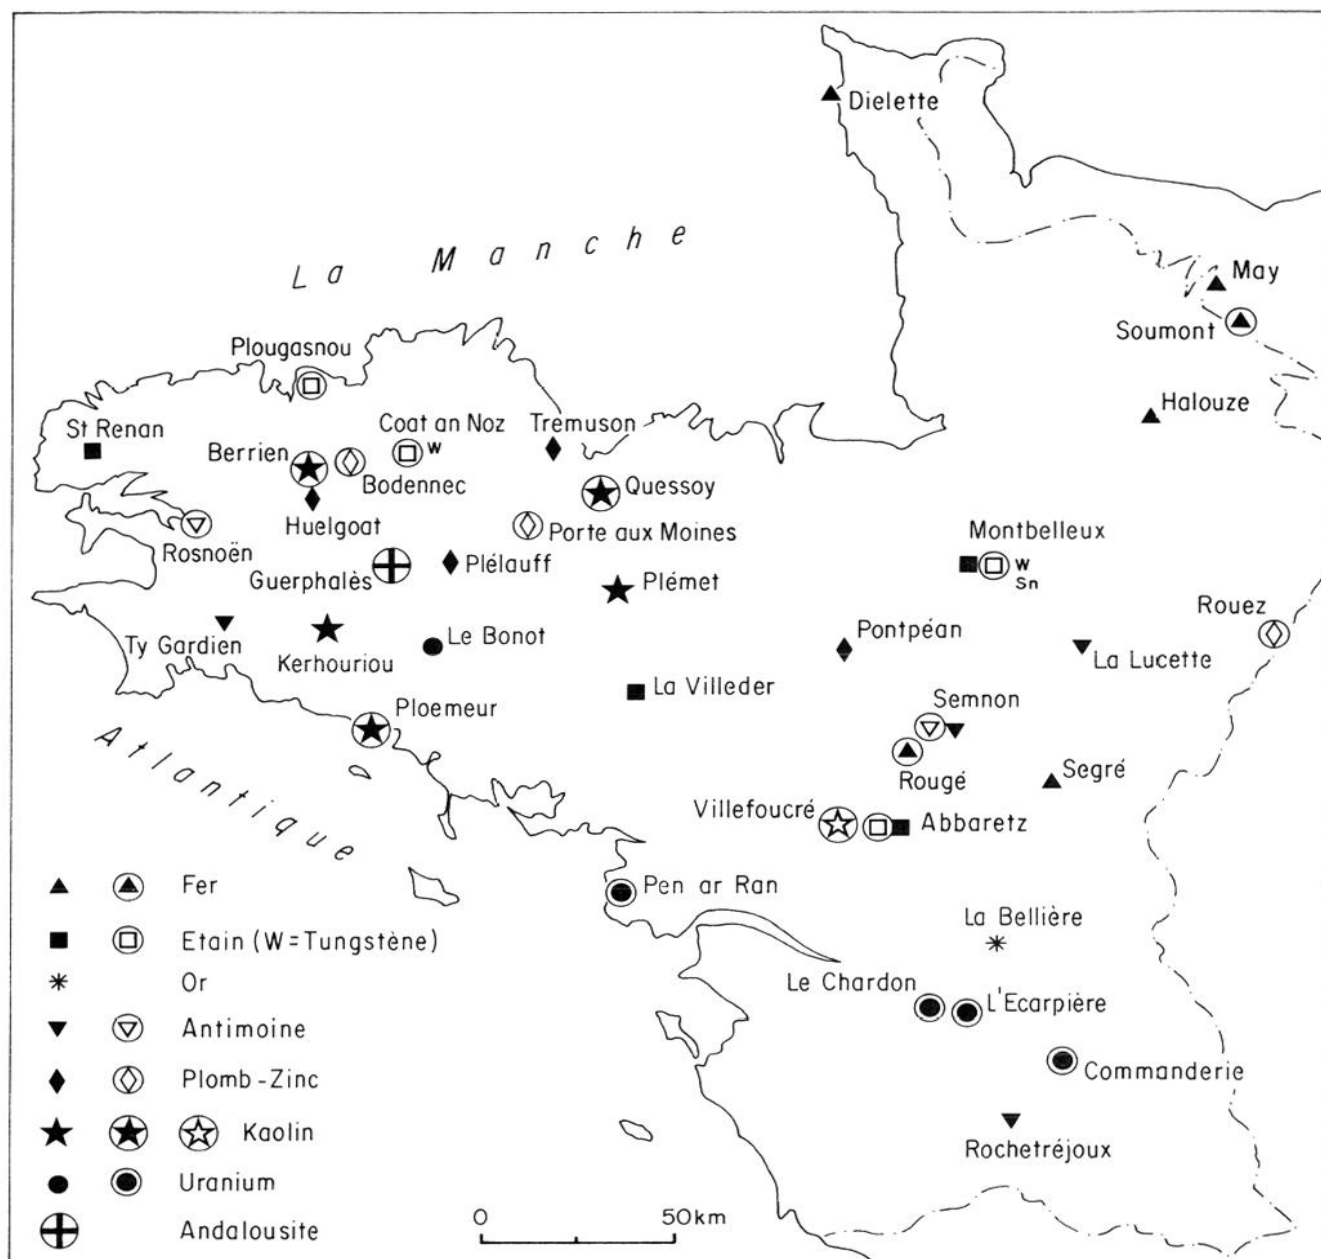 Dielette
La Manche
May
Soumont
Plougasnou
Halouze
St Renan
Coat an Noz
W
Trémuson
Berrien
Bodennec
Quessoy
Huelgoat
Porte aux Moines
Montbelleux
W
Sn
Rosnoën
Guerphalès
Plélauff
Plémet
Rouez
Ty Gardien
Kerhouriou
Le Bonot
Pontpéan
La Lucette
La Villeder
Ploemeur
Semnon
Atlantique
Rougé
Segré
Villefoucré
Abbaretz
Pen ar Ran
La Bellière
Le Chardon
L'Ecarpière
Commanderie
Rochetréjoux
Fer
Etain (W=Tungstène)
Or
Antimoine
Plomb-Zinc
Kaolin
Uranium
Andalousite
0 50km